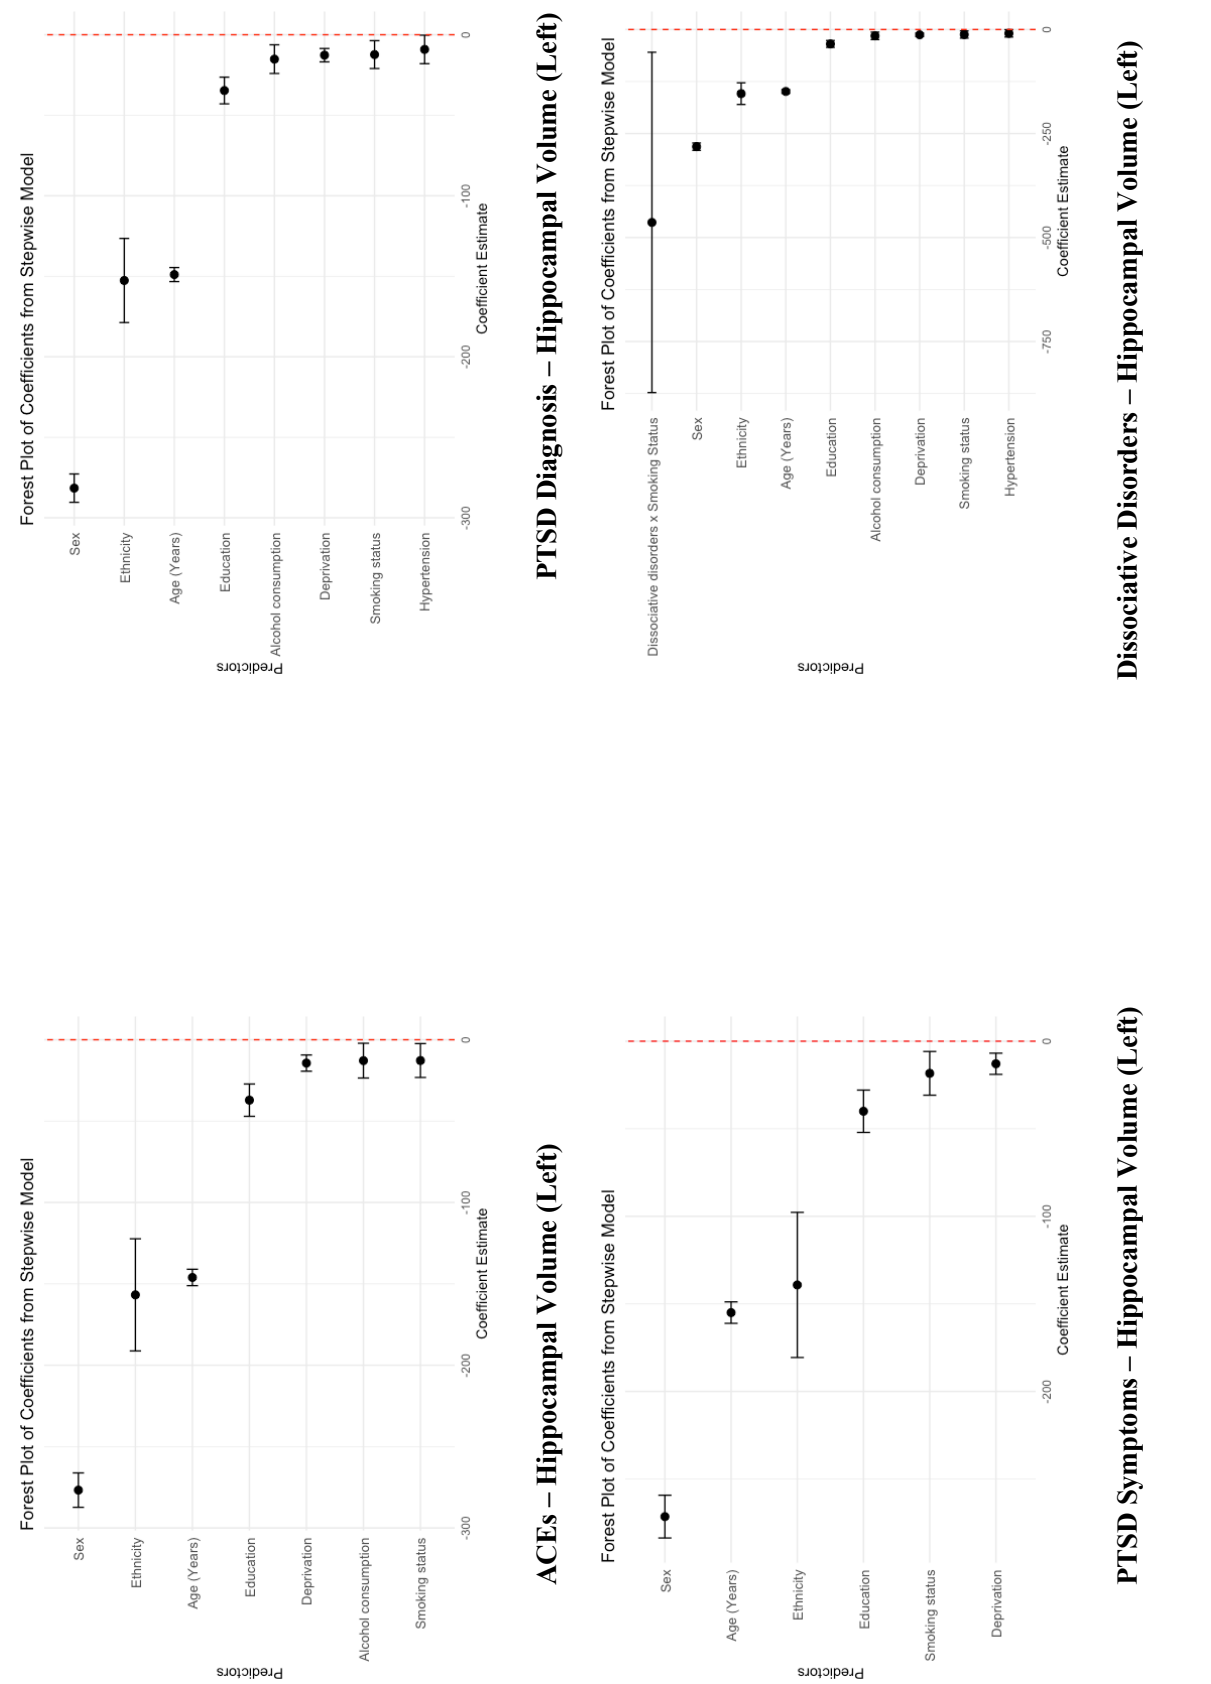 Forest Plot of Coefficients from Stepwise Model
Predictors
Sex
Ethnicity
Age (Years)
Education
Deprivation
Alcohol consumption
Smoking status
-300
-200
-100
0
Coefficient Estimate
ACEs – Hippocampal Volume (Left)
Forest Plot of Coefficients from Stepwise Model
Predictors
Sex
Ethnicity
Age (Years)
Education
Alcohol consumption
Deprivation
Smoking status
Hypertension
-300
-200
-100
0
Coefficient Estimate
PTSD Diagnosis – Hippocampal Volume (Left)
Forest Plot of Coefficients from Stepwise Model
Predictors
Sex
Age (Years)
Ethnicity
Education
Smoking status
Deprivation
-200
-100
0
Coefficient Estimate
PTSD Symptoms – Hippocampal Volume (Left)
Forest Plot of Coefficients from Stepwise Model
Predictors
Dissociative disorders x Smoking Status
Sex
Ethnicity
Age (Years)
Education
Alcohol consumption
Deprivation
Smoking status
Hypertension
-750
-500
-250
0
Coefficient Estimate
Dissociative Disorders – Hippocampal Volume (Left)